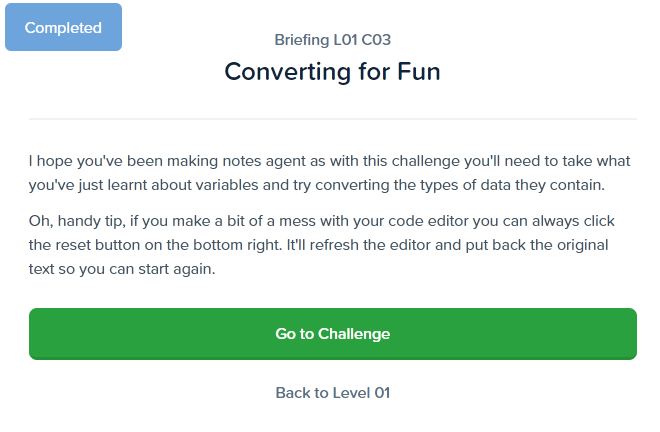 Completed
Briefing L01 C03
Converting for Fun
I hope you've been making notes agent as with this challenge you'll need to take what
you've just learnt about variables and try converting the types of data they contain.
Oh, handy tip, if you make a bit of a mess with your code editor you can always click
the reset button on the bottom right. It'll refresh the editor and put back the original
text so you can start again.
Go to Challenge
Back to Level 01